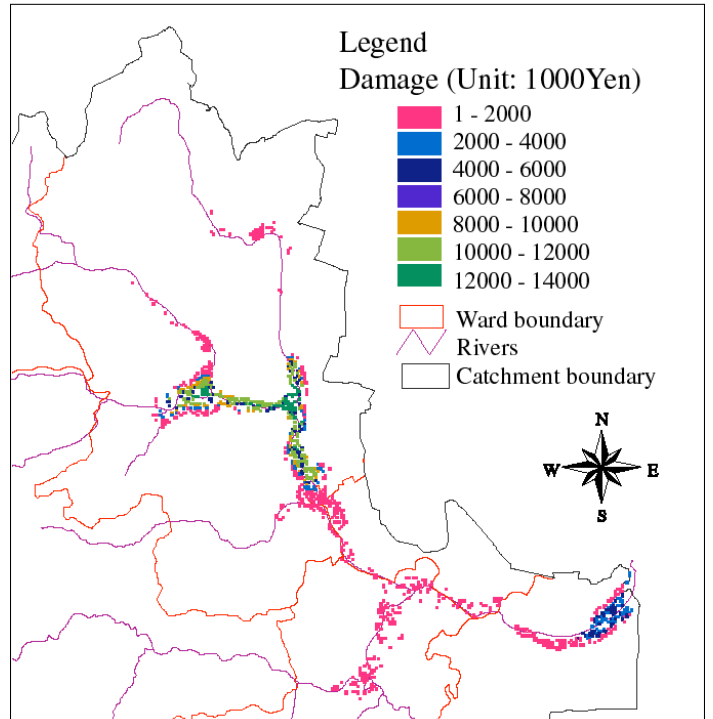 Legend
Damage (Unit: 1000Yen)
1 - 2000
2000 - 4000
4000 - 6000
6000 - 8000
8000 - 10000
10000 - 12000
12000 - 14000
Ward boundary
Rivers
Catchment boundary
N
W E
S